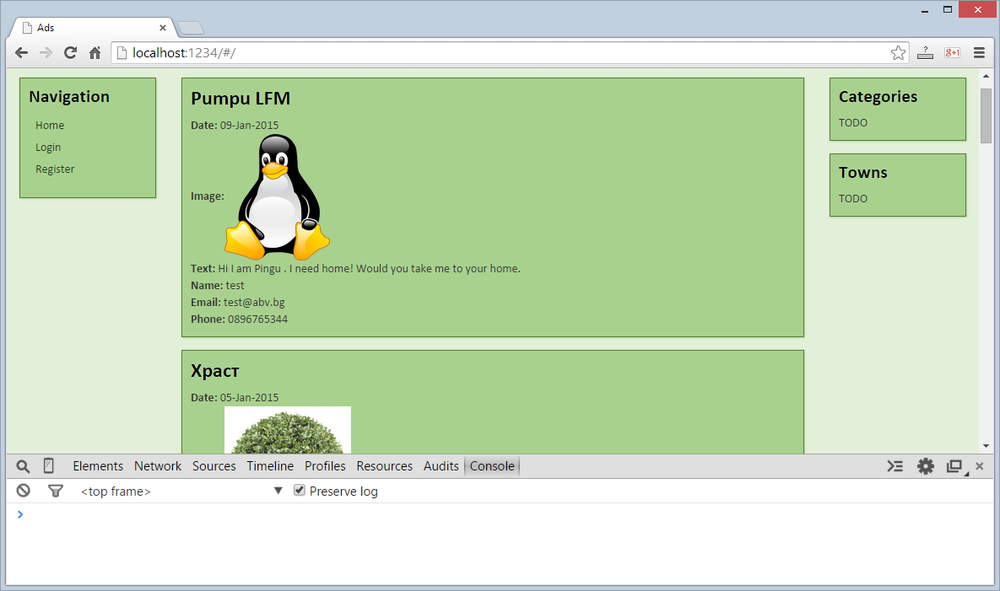 Ads
localhost:1234/#/
?
g+1
Navigation
Home
Login
Register
Pumpu LFM
Date: 09-Jan-2015
Image:
Text: Hi I am Pingu . I need home! Would you take me to your home.
Name: test
Email: test@abv.bg
Phone: 0896765344
Храст
Date: 05-Jan-2015
Categories
TODO
Towns
TODO
Elements Network Sources Timeline Profiles Resources Audits Console
<top frame> Preserve log